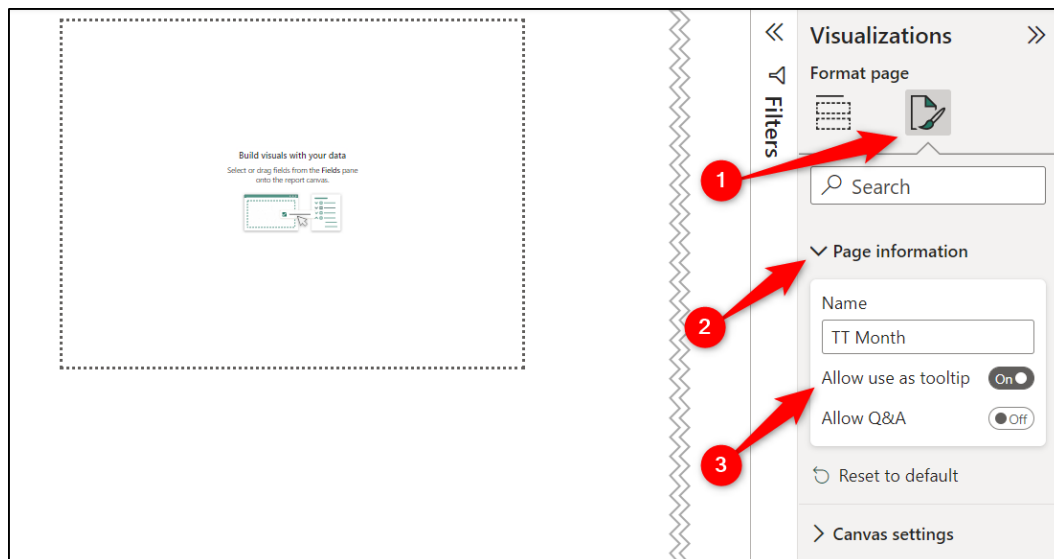 Build visuals with your data
Select or drag fields from the Fields pane
onto the report canvas.
Filters
Visualizations
Format page
1
Search
Page information
2
Name
TT Month
Allow use as tooltip On
Allow Q&A Off
3
Reset to default
Canvas settings